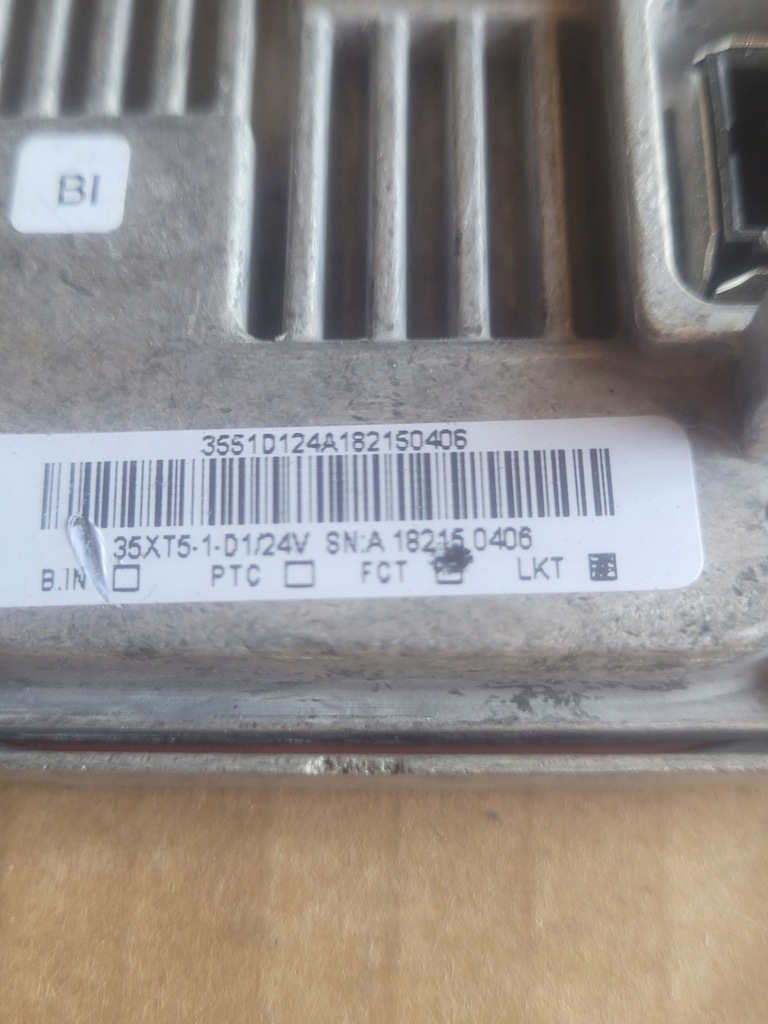 BI
3551D124A182150406
35XT5-1-D1/24V SN:A 18215 0406
B.IN PTC FCT LKT